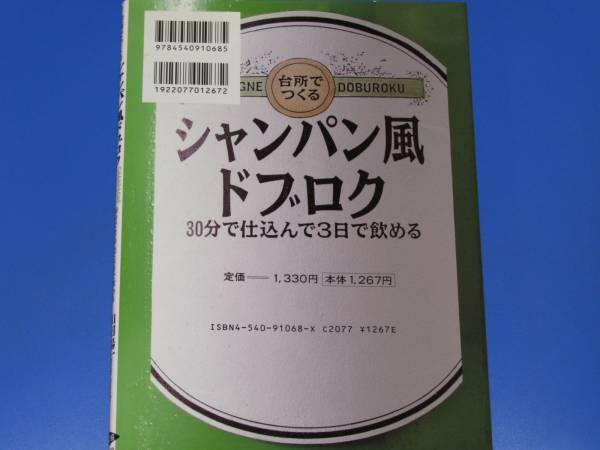 9784540910685
1922077012672
GNE
台所で
つくる
DOBUROKU
シャンパン風
ドブロク
30分で仕込んで3日で飲める
定価――1,330円 本体1,267円
ISBN4-540-91068-X C2077 ¥1267E